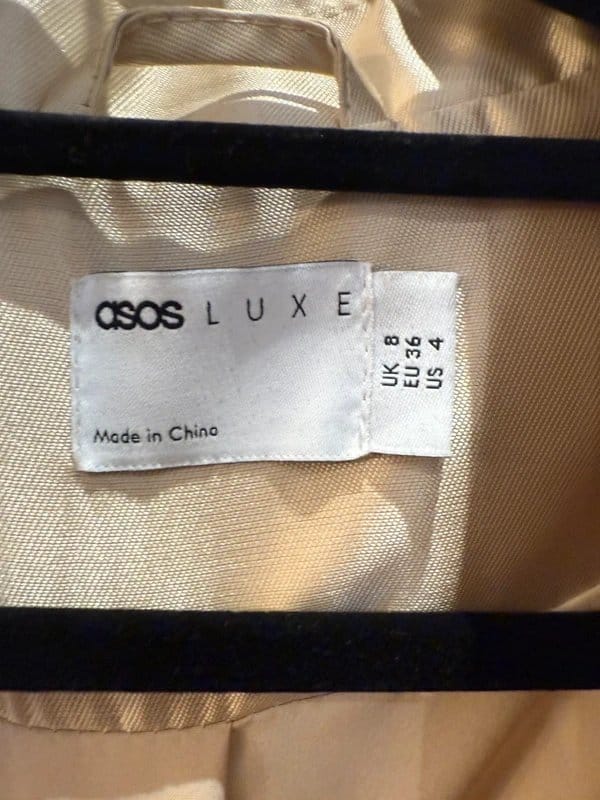 asos LUXE
Made in China
UK 8
EU 36
US 4